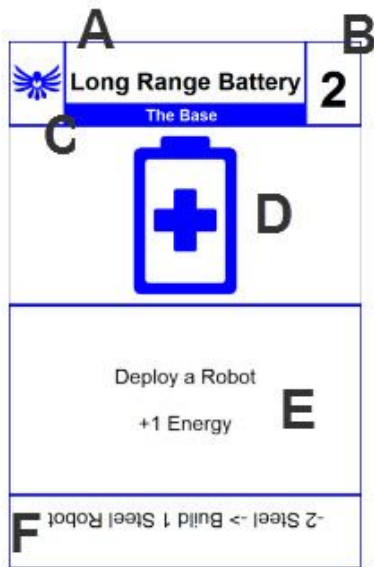 A
B
Long Range Battery
2
The Base
C
D
Deploy a Robot
+1 Energy
E
F
-2 Steel -> Build 1 Steel Robot